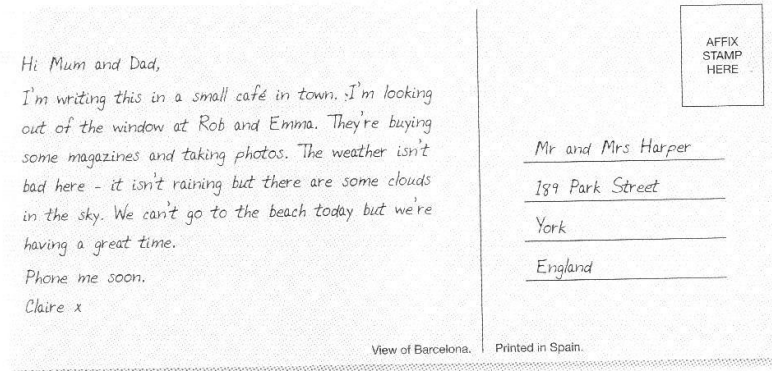 Hi Mum and Dad,
I'm writing this in a small café in town. I'm looking
out of the window at Rob and Emma. They're buying
some magazines and taking photos. The weather isn't
bad here - it isn't raining but there are some clouds
in the sky. We can't go to the beach today but we're
having a great time.
Phone me soon.
Claire x
View of Barcelona.
AFFIX
STAMP
HERE
Mr and Mrs Harper
189 Park Street
York
England
Printed in Spain.